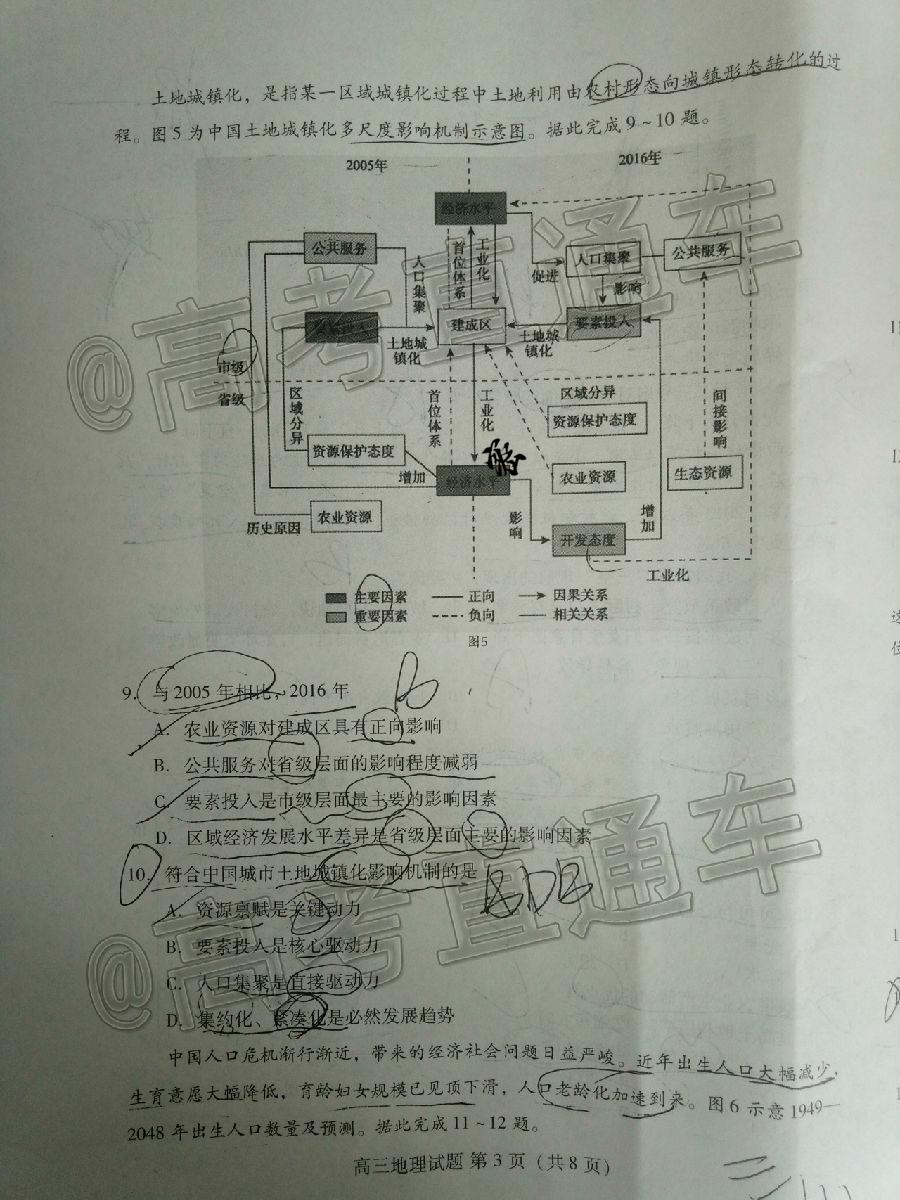 土地城镇化，是指某一区域城镇化过程中土地利用由农村形态向城镇形态转化的过
程。图5为中国土地城镇化多尺度影响机制示意图。据此完成9~10题。
2005年
2016年
经济水平
公共服务
人口集聚
首位体系
工业化
促进
人口集聚
公共服务
影响
建成区
要素投入
土地城
镇化
土地城
镇化
市级
省级
区域分异
首位体系
工业化
区域分异
资源保护态度
间接影响
资源保护态度
增加
经济水平
农业资源
生态资源
农业资源
历史原因
影响
开发态度
增加
工业化
主要因素
正向
因果关系
重要因素
负向
相关关系
图5
9. 与2005年相比，2016年
A. 农业资源对建成区具有正向影响
B. 公共服务对省级层面的影响程度减弱
C. 要素投入是市级层面最主要的影响因素
D. 区域经济发展水平差异是省级层面主要的影响因素
10. 符合中国城市土地城镇化影响机制的是
A. 资源禀赋是关键动力
B. 要素投入是核心驱动力
C. 人口集聚是直接驱动力
D. 集约化、紧凑化是必然发展趋势
中国人口危机渐行渐近，带来的经济社会问题日益严峻。近年出生人口大幅减少，
生育意愿大幅降低，育龄妇女规模已见顶下滑，人口老龄化加速到来。图6示意1949—
2048年出生人口数量及预测。据此完成11~12题。
高三地理试题 第3页（共8页）
@高考直通车
@高考直通车